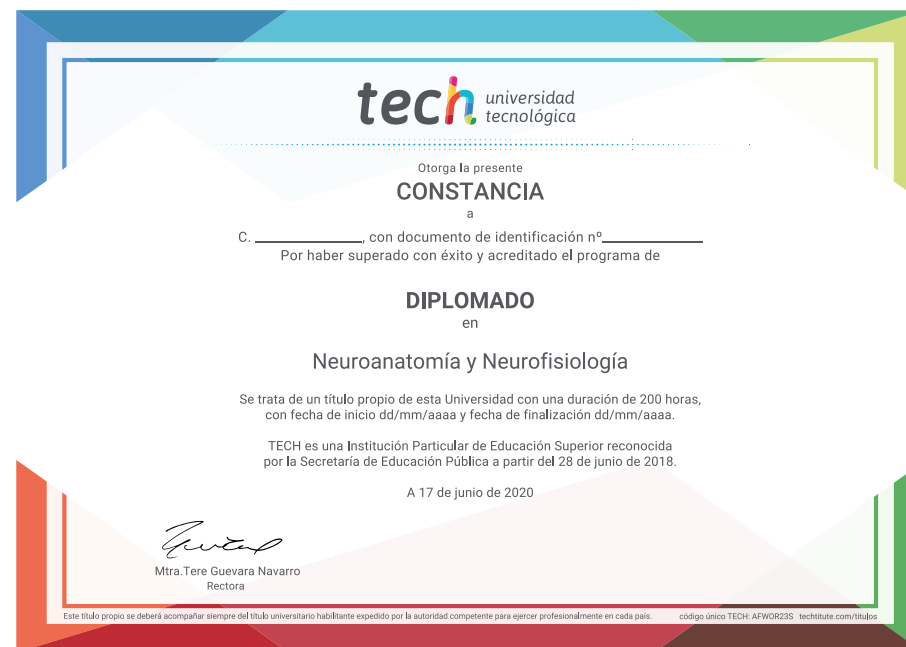 tech universidad
tecnológica
Otorga la presente
CONSTANCIA
a
C. ____________, con documento de identificación nº____________
Por haber superado con éxito y acreditado el programa de
DIPLOMADO
en
Neuroanatomía y Neurofisiología
Se trata de un título propio de esta Universidad con una duración de 200 horas,
con fecha de inicio dd/mm/aaaa y fecha de finalización dd/mm/aaaa.
TECH es una Institución Particular de Educación Superior reconocida
por la Secretaría de Educación Pública a partir del 28 de junio de 2018.
A 17 de junio de 2020
Mtra.Tere Guevara Navarro
Rectora
Este título propio se deberá acompañar siempre del título universitario habilitante expedido por la autoridad competente para ejercer profesionalmente en cada país. código único TECH: AFWOR23S techtitute.com/titulos